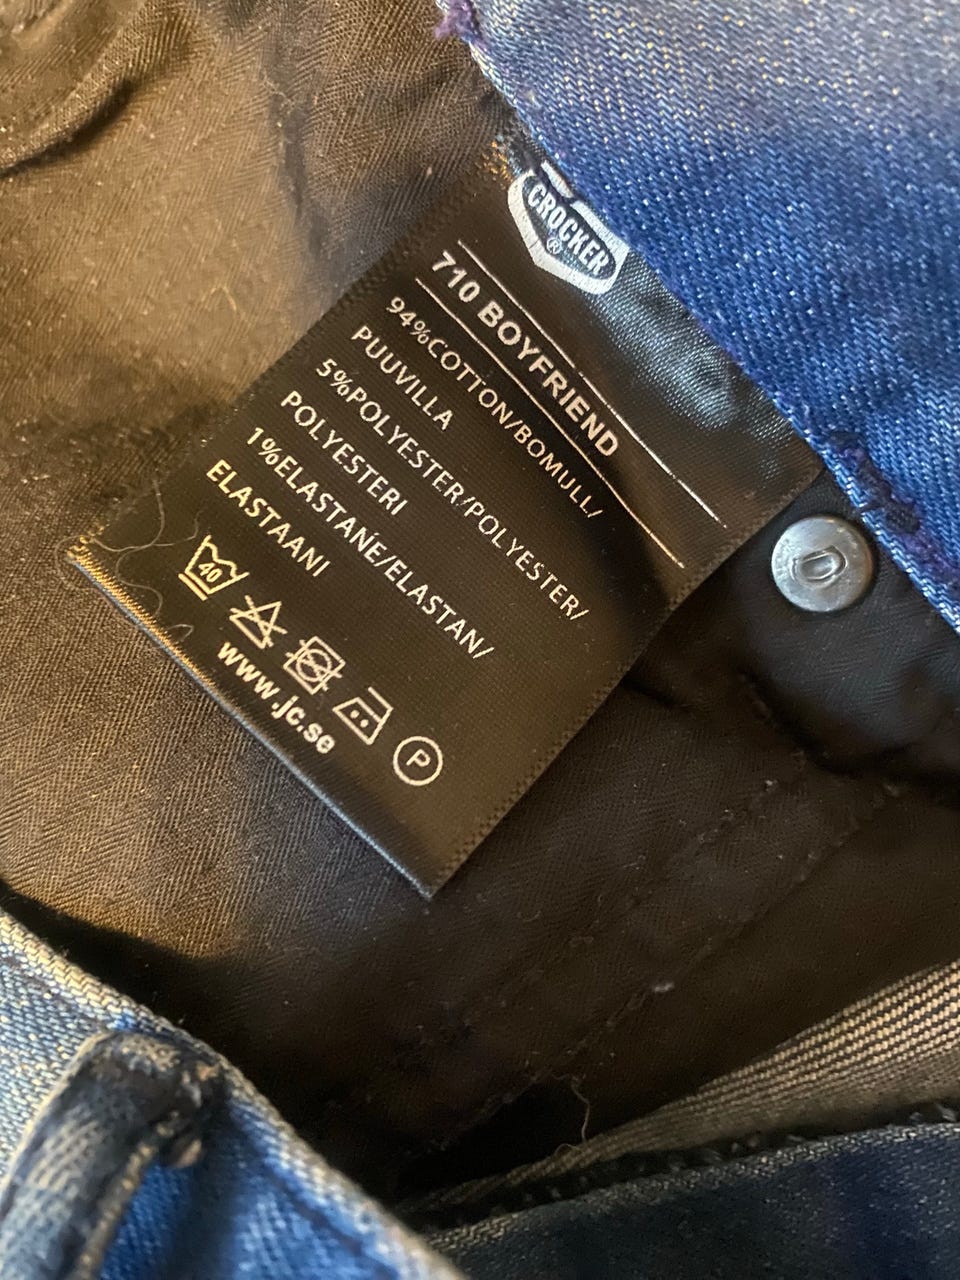 CROCKER
®
710 BOYFRIEND
94%COTTON/BOMULL/
PUUVILLA
5%POLYESTER/POLYESTER/
POLYESTERI
1%ELASTANE/ELASTAN/
ELASTAANI
40
P
www.jc.se
D